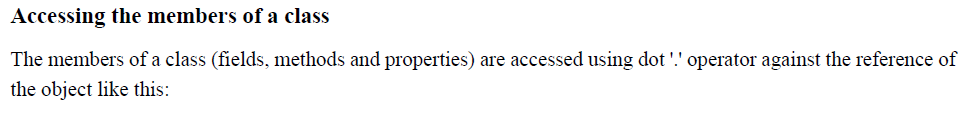 Accessing the members of a class
The members of a class (fields, methods and properties) are accessed using dot '.' operator against the reference of
the object like this: